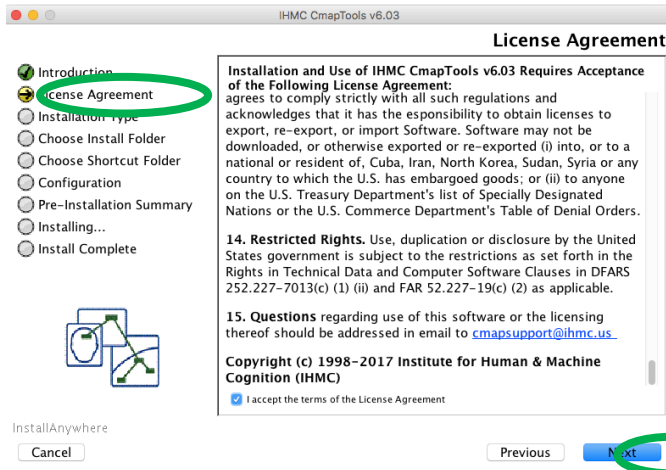 IHMC CmapTools v6.03
License Agreement
Introduction
License Agreement
Installation Type
Choose Install Folder
Choose Shortcut Folder
Configuration
Pre-Installation Summary
Installing...
Install Complete
Installation and Use of IHMC CmapTools v6.03 Requires Acceptance
of the Following License Agreement:
agrees to comply strictly with all such regulations and
acknowledges that it has the esponsibility to obtain licenses to
export, re-export, or import Software. Software may not be
downloaded, or otherwise exported or re-exported (i) into, or to a
national or resident of, Cuba, Iran, North Korea, Sudan, Syria or any
country to which the U.S. has embargoed goods; or (ii) to anyone
on the U.S. Treasury Department's list of Specially Designated
Nations or the U.S. Commerce Department's Table of Denial Orders.
14. Restricted Rights. Use, duplication or disclosure by the United
States government is subject to the restrictions as set forth in the
Rights in Technical Data and Computer Software Clauses in DFARS
252.227-7013(c) (1) (ii) and FAR 52.227-19(c) (2) as applicable.
15. Questions regarding use of this software or the licensing
thereof should be addressed in email to cmapsupport@ihmc.us
Copyright (c) 1998-2017 Institute for Human & Machine
Cognition (IHMC)
I accept the terms of the License Agreement
InstallAnywhere
Cancel
Previous
Next